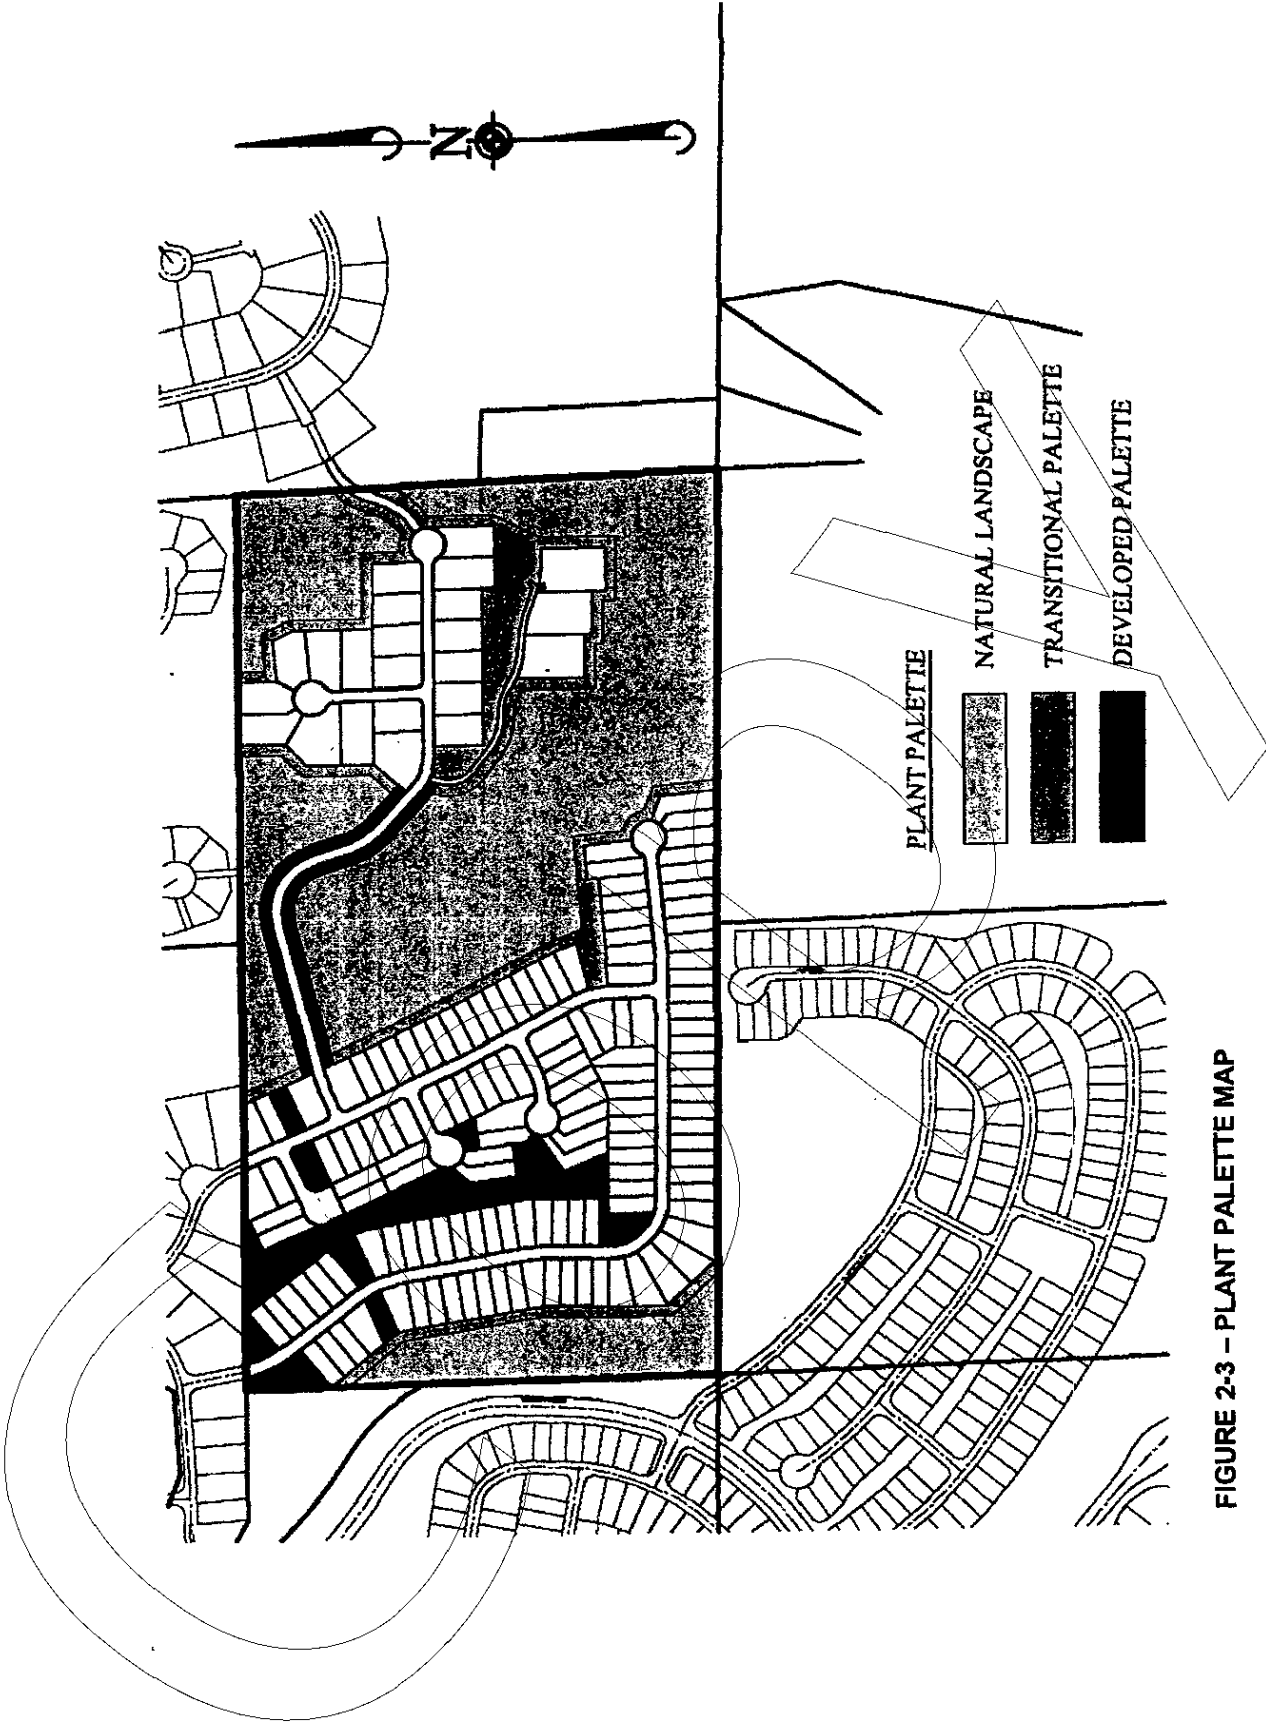 N
PLANT PALETTE
NATURAL LANDSCAPE
TRANSITIONAL PALETTE
DEVELOPED PALETTE
FIGURE 2-3 – PLANT PALETTE MAP